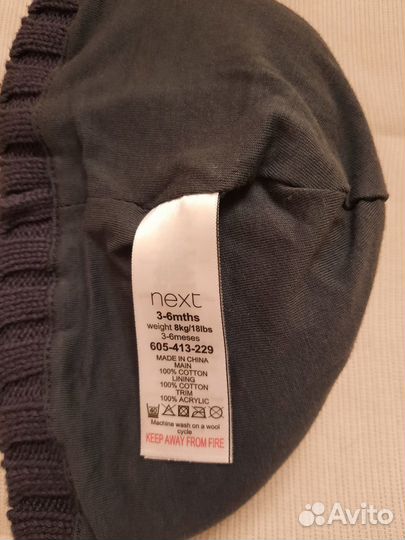 next
3-6mths
weight 8kg/18lbs
3-6meses
605-413-229
MADE IN CHINA
MAIN
100% COTTON
LINING
100% COTTON
TRIM
100% ACRYLIC
Machine wash on a wool
cycle
KEEP AWAY FROM FIRE
Avito